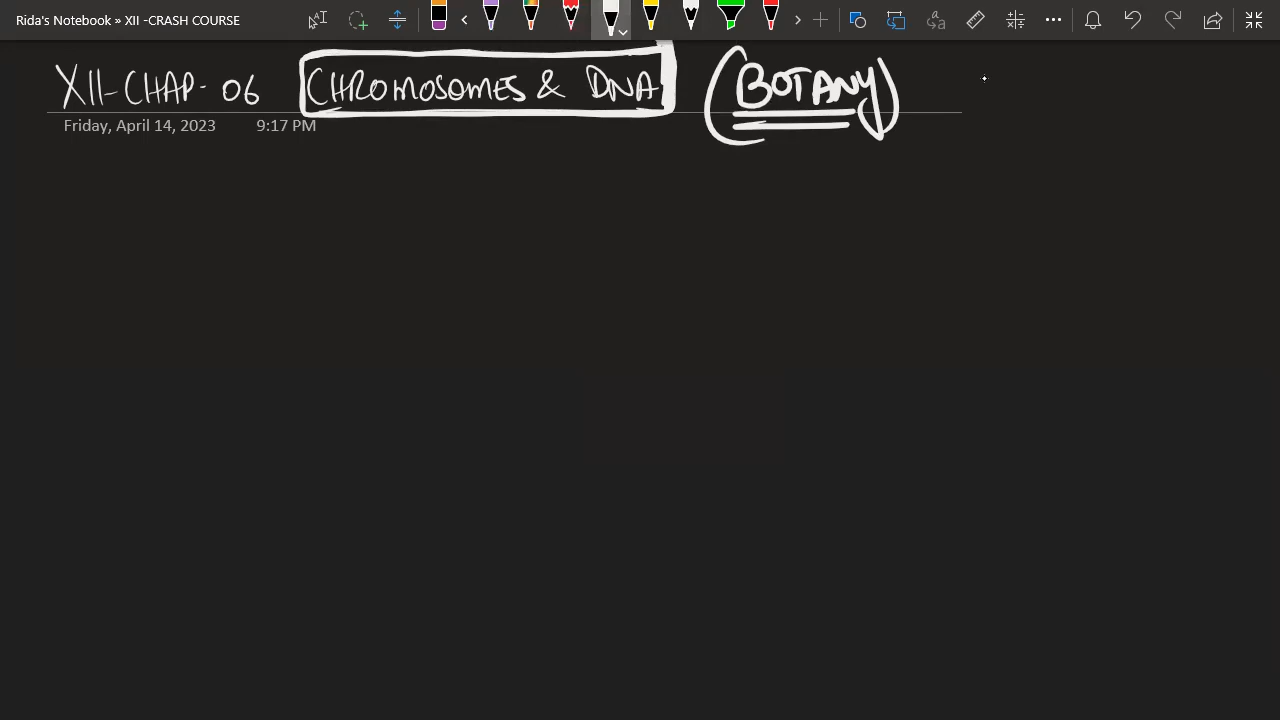 Rida's Notebook » XII -CRASH COURSE
XII-CHAP- 06 CHROMOSOMES & DNA (BOTANY)
Friday, April 14, 2023 9:17 PM